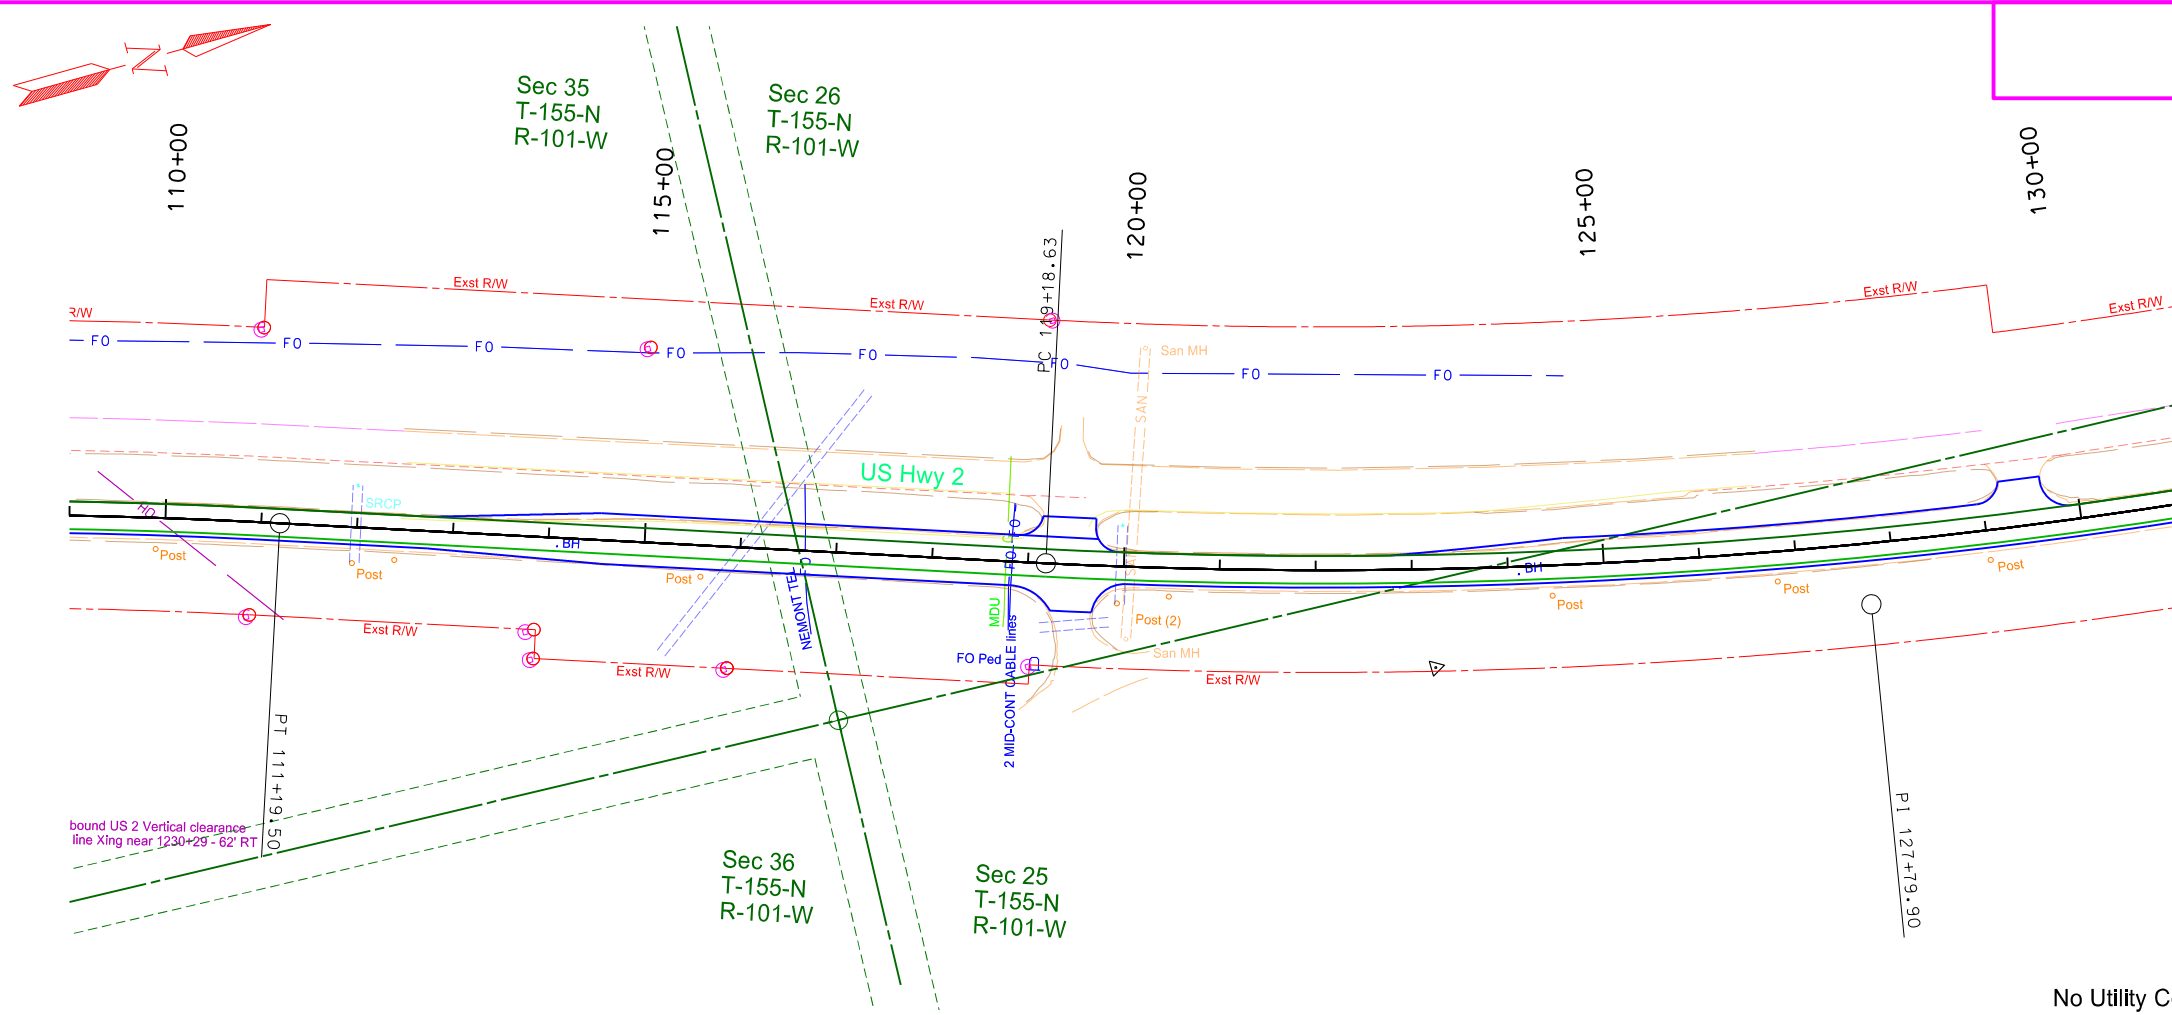 N
Sec 35
T-155-N
R-101-W
Sec 26
T-155-N
R-101-W
110+00
115+00
120+00
125+00
130+00
PC 119+18.63
R/W
Exst R/W
Exst R/W
Exst R/W
Exst R/W
FO
FO
FO
FO
FO
FO
FO
FO
San MH
SAN
US Hwy 2
HO
SRCP
BH
BH
Post
Post
Post
Post
Post
Post
Post (2)
NEMONT TEL
MDU
FO
FO
FO Ped
2 MID-CONT CABLE lines
San MH
Exst R/W
Exst R/W
Exst R/W
PT 111+19.50
PI 127+79.90
bound US 2 Vertical clearance
line Xing near 1230+29 - 62' RT
Sec 36
T-155-N
R-101-W
Sec 25
T-155-N
R-101-W
No Utility